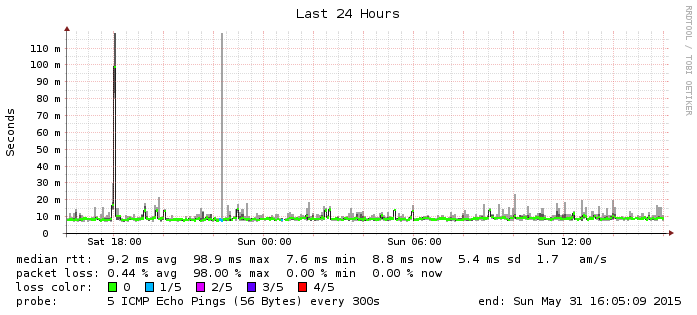 Last 24 Hours
RRDTOOL / TOBI OETIKER
Seconds
110 m
100 m
90 m
80 m
70 m
60 m
50 m
40 m
30 m
20 m
10 m
0
Sat 18:00 Sun 00:00 Sun 06:00 Sun 12:00
median rtt: 9.2 ms avg 98.9 ms max 7.6 ms min 8.8 ms now 5.4 ms sd 1.7 am/s
packet loss: 0.44 % avg 98.00 % max 0.00 % min 0.00 % now
loss color: 0 1/5 2/5 3/5 4/5
probe: 5 ICMP Echo Pings (56 Bytes) every 300s end: Sun May 31 16:05:09 2015